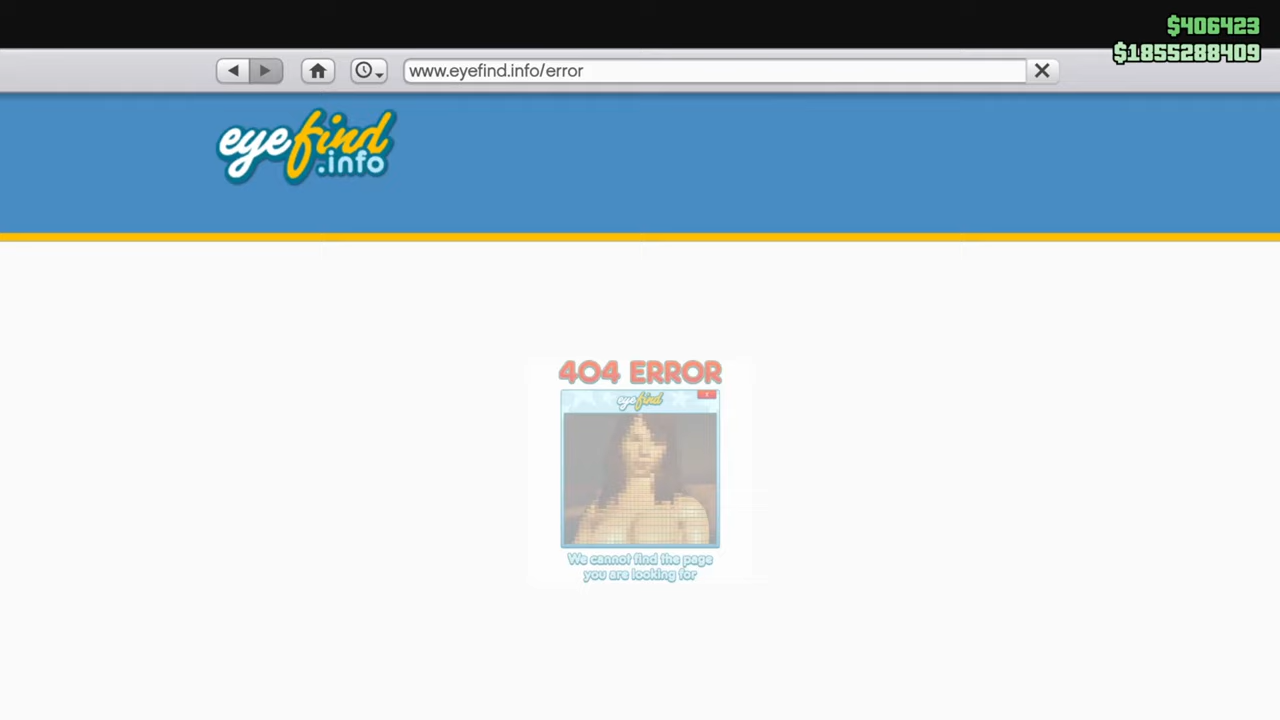 $406423
$1855288409
www.eyefind.info/error
eyefind
.info
404 ERROR
eyefind
x
We cannot find the page
you are looking for